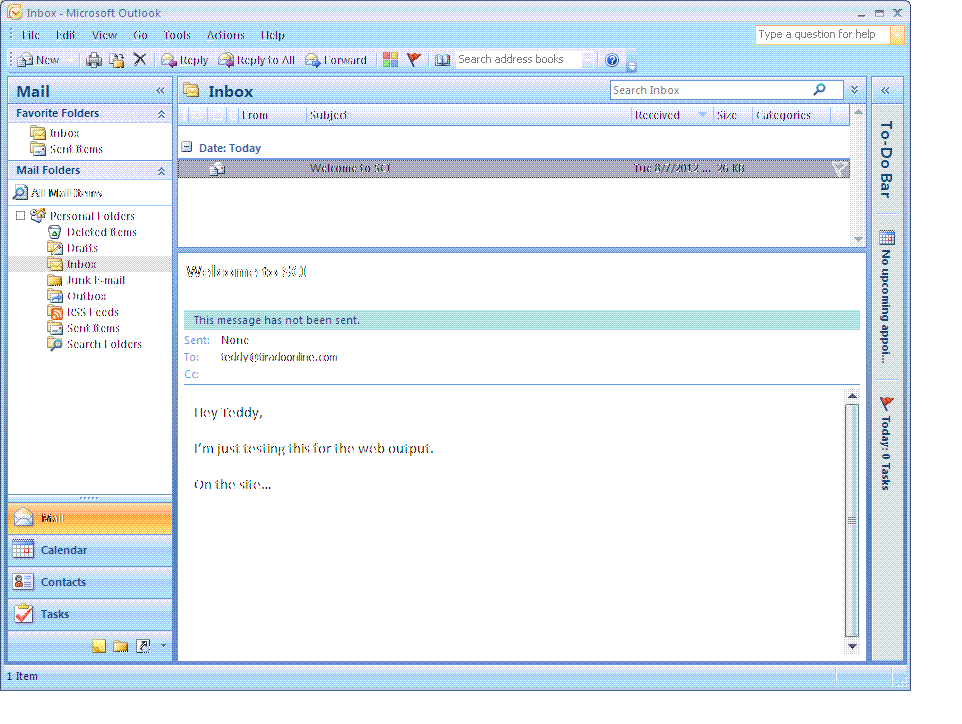 Inbox - Microsoft Outlook
File Edit View Go Tools Actions Help
Type a question for help
New Reply Reply to All Forward Search address books
Mail
Favorite Folders
Inbox
Sent Items
Mail Folders
All Mail Items
Personal Folders
Deleted Items
Drafts
Inbox
Junk E-mail
Outbox
RSS Feeds
Sent Items
Search Folders
Mail
Calendar
Contacts
Tasks
1 Item
Inbox
Search Inbox
From Subject Received Size Categories
Date: Today
Welcome to SCI Tue 8/7/2012 ... 26 KB
Welcome to SCI
This message has not been sent.
Sent: None
To: teddy@tiradoonline.com
Cc:
Hey Teddy,
I'm just testing this for the web output.
On the site...
To-Do Bar
No upcoming appoi...
Today: 0 Tasks